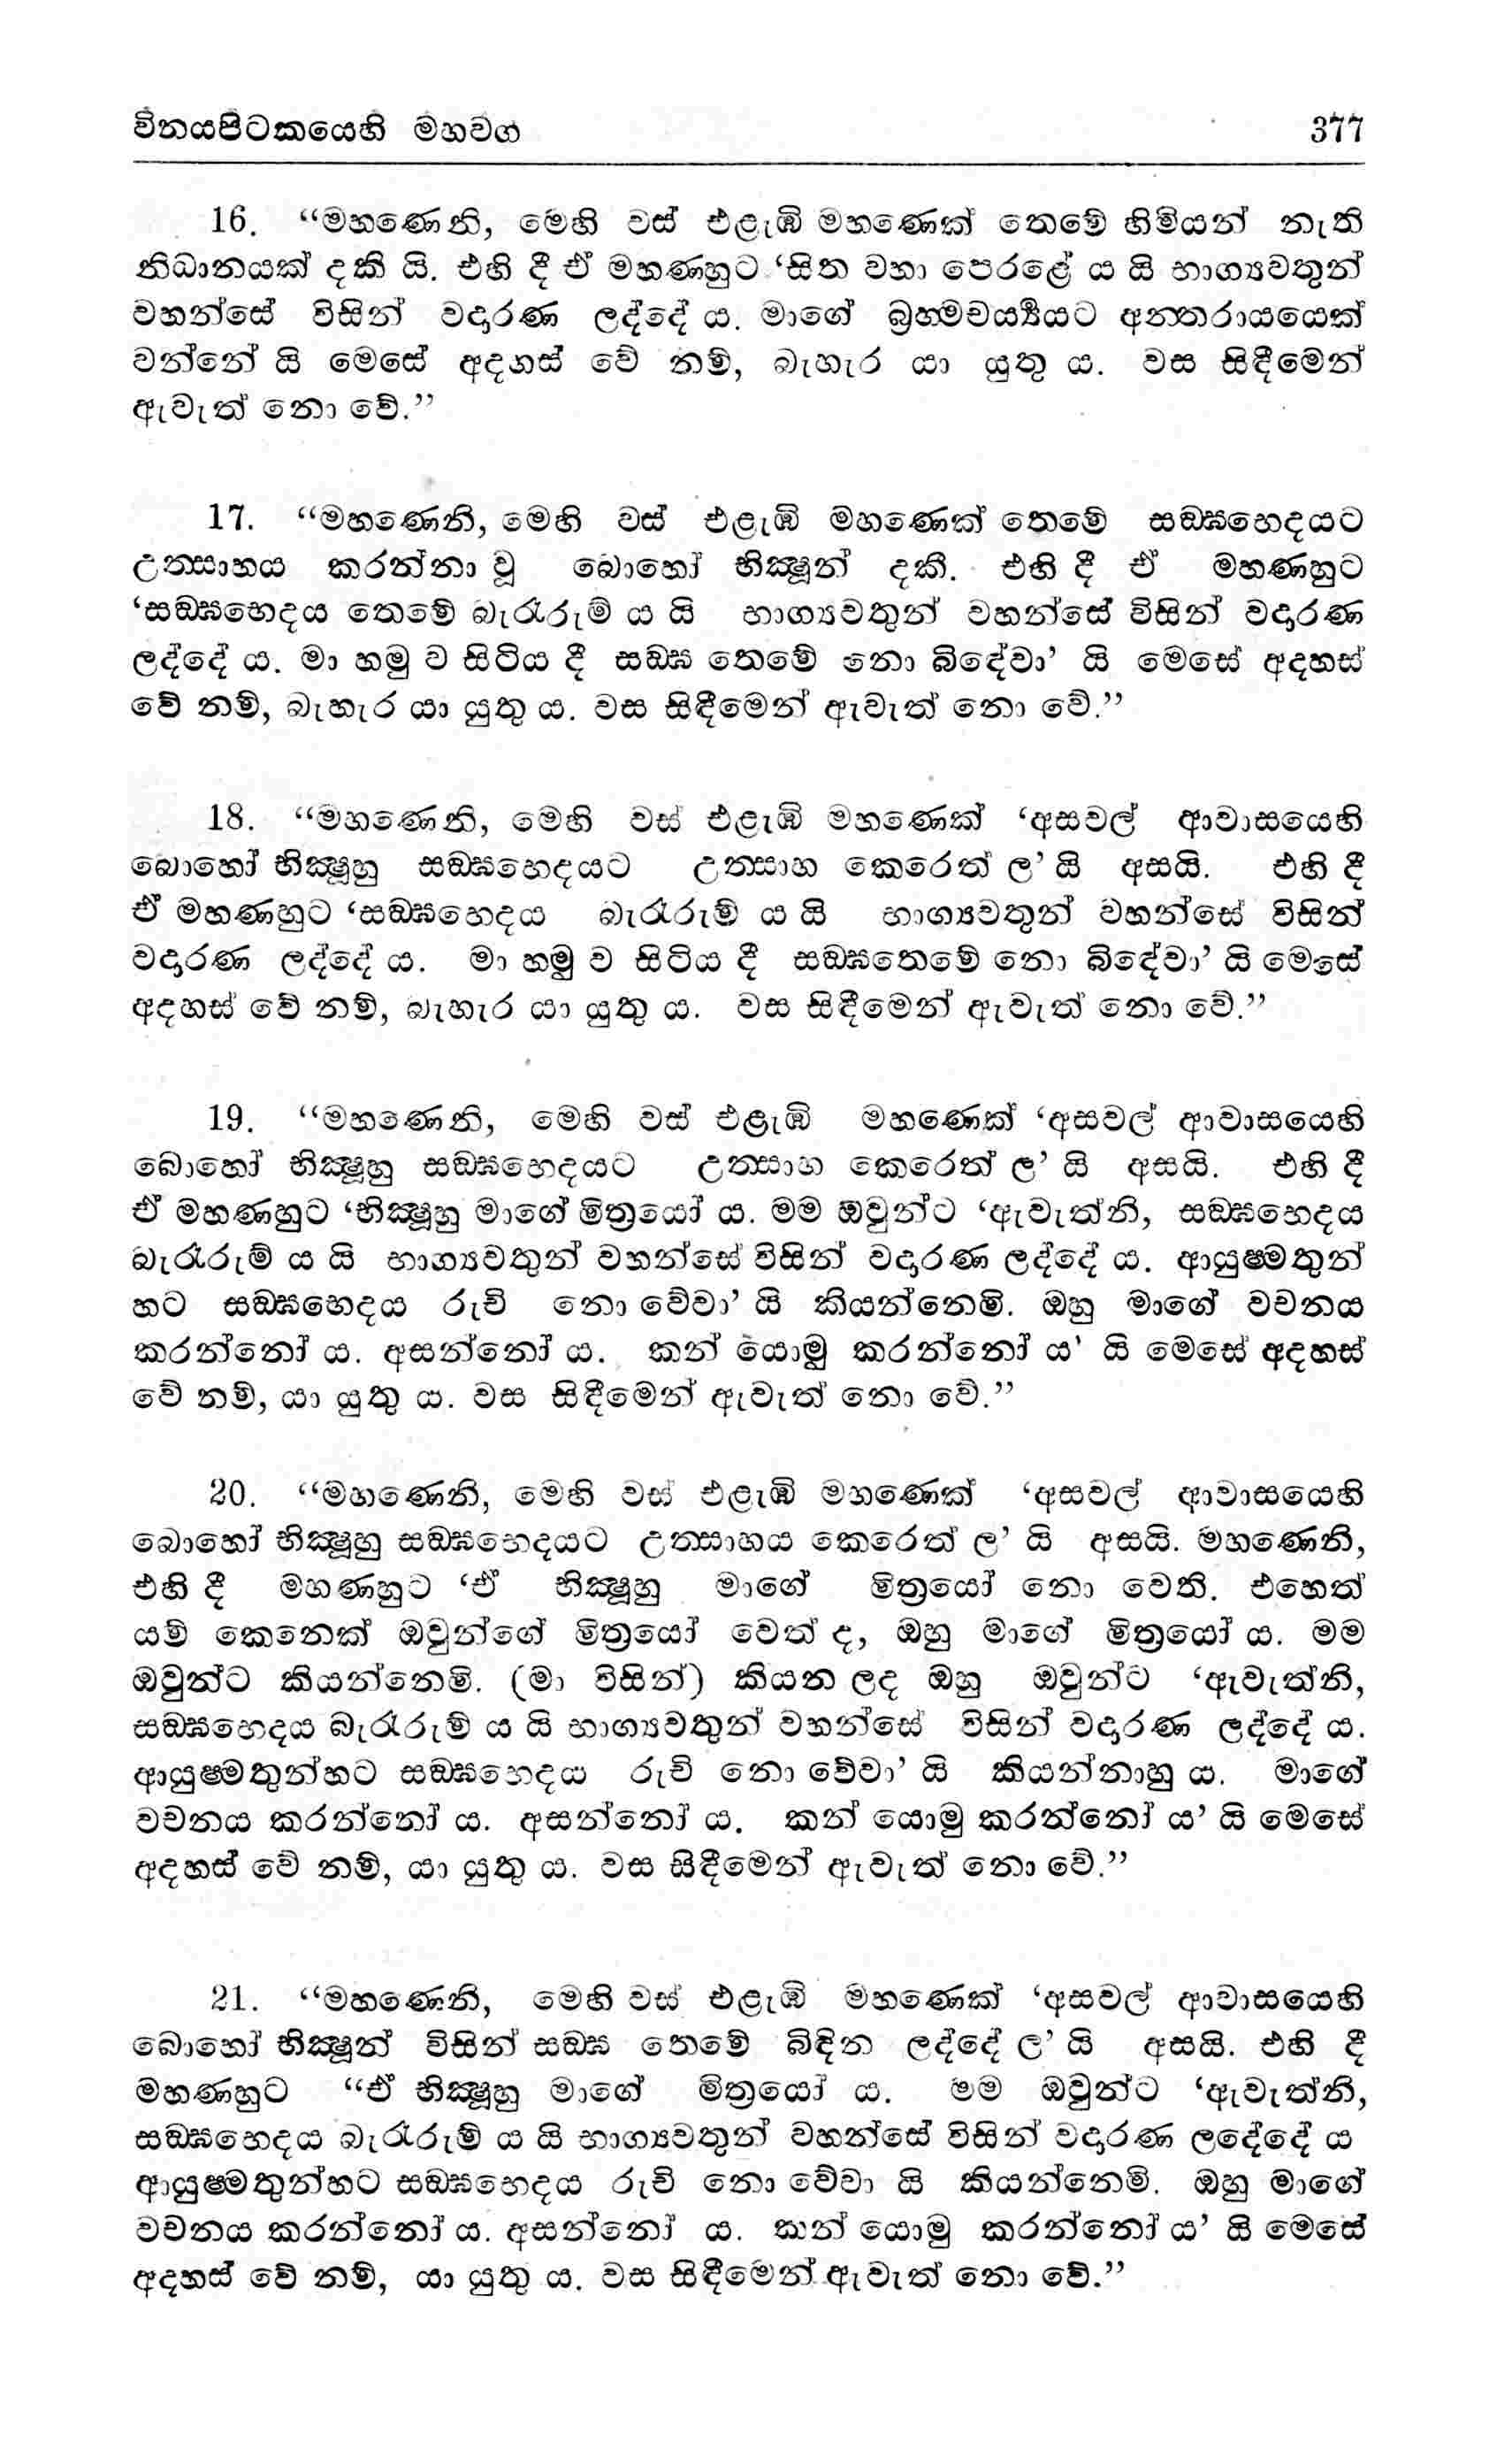 විනයපිටකයෙහි මහවග 377
16. “මහණෙනි, මෙහි වස් එළැඹි මහණෙක් තෙමේ හිමියන් නැති
නිධානයක් දකියි. එහි දී ඒ මහණහුට ‘සිත වහා පෙරළේ ය යි භාග්‍යවතුන්
වහන්සේ විසින් වදාරණ ලද්දේ ය. මාගේ බ්‍රහ්මචර්‍ය්‍යයට අන්තරායයෙක්
වන්නේ යි මෙසේ අදහස් වේ නම්, බැහැර යා යුතු ය. වස සිඳීමෙන්
ඇවැත් නො වේ.”
17. “මහණෙනි, මෙහි වස් එළැඹි මහණෙක් තෙමේ සඞ්ඝභෙදයට
උත්සාහය කරන්නා වූ බොහෝ භික්‍ෂූන් දකී. එහි දී ඒ මහණහුට
‘සඞ්ඝභෙදය තෙමේ බැරෑරුම් ය යි භාග්‍යවතුන් වහන්සේ විසින් වදාරණ
ලද්දේ ය. මා හමු ව සිටිය දී සඞ්ඝ තෙමේ නො බිඳේවා’ යි මෙසේ අදහස්
වේ නම්, බැහැර යා යුතු ය. වස සිඳීමෙන් ඇවැත් නො වේ.”
18. “මහණෙනි, මෙහි වස් එළැඹි මහණෙක් ‘අසවල් ආවාසයෙහි
බොහෝ භික්‍ෂූහු සඞ්ඝභෙදයට උත්සාහ කෙරෙත් ල’ යි අසයි. එහි දී
ඒ මහණහුට ‘සඞ්ඝභෙදය බැරෑරුම් ය යි භාග්‍යවතුන් වහන්සේ විසින්
වදාරණ ලද්දේ ය. මා හමු ව සිටිය දී සඞ්ඝතෙමේ නො බිඳේවා’ යි මෙසේ
අදහස් වේ නම්, බැහැර යා යුතු ය. වස සිඳීමෙන් ඇවැත් නො වේ.”
19. “මහණෙනි, මෙහි වස් එළැඹි මහණෙක් ‘අසවල් ආවාසයෙහි
බොහෝ භික්‍ෂූහු සඞ්ඝභෙදයට උත්සාහ කෙරෙත් ල’ යි අසයි. එහි දී
ඒ මහණහුට ‘භික්‍ෂූහු මාගේ මිත්‍රයෝ ය. මම ඔවුන්ට ‘ඇවැත්නි, සඞ්ඝභෙදය
බැරෑරුම් ය යි භාග්‍යවතුන් වහන්සේ විසින් වදාරණ ලද්දේ ය. ආයුෂ්මතුන්
හට සඞ්ඝභෙදය රුචි නො වේවා’ යි කියන්නෙමි. ඔහු මාගේ වචනය
කරන්නෝ ය. අසන්නෝ ය. කන් යොමු කරන්නෝ ය’ යි මෙසේ අදහස්
වේ නම්, යා යුතු ය. වස සිඳීමෙන් ඇවැත් නො වේ.”
20. “මහණෙනි, මෙහි වස් එළැඹි මහණෙක් ‘අසවල් ආවාසයෙහි
බොහෝ භික්‍ෂූහු සඞ්ඝභෙදයට උත්සාහය කෙරෙත් ල’ යි අසයි. මහණෙනි,
එහි දී මහණහුට ‘ඒ භික්‍ෂූහු මාගේ මිත්‍රයෝ නො වෙති. එහෙත්
යම් කෙනෙක් ඔවුන්ගේ මිත්‍රයෝ වෙත් ද, ඔහු මාගේ මිත්‍රයෝ ය. මම
ඔවුන්ට කියන්නෙමි. (මා විසින්) කියන ලද ඔහු ඔවුන්ට ‘ඇවැත්නි,
සඞ්ඝභෙදය බැරෑරුම් ය යි භාග්‍යවතුන් වහන්සේ විසින් වදාරණ ලද්දේ ය.
ආයුෂ්මතුන්හට සඞ්ඝභෙදය රුචි නො වේවා’ යි කියන්නාහු ය. මාගේ
වචනය කරන්නෝ ය. අසන්නෝ ය. කන් යොමු කරන්නෝ ය’ යි මෙසේ
අදහස් වේ නම්, යා යුතු ය. වස සිඳීමෙන් ඇවැත් නො වේ.”
21. “මහණෙනි, මෙහි වස් එළැඹි මහණෙක් ‘අසවල් ආවාසයෙහි
බොහෝ භික්‍ෂූන් විසින් සඞ්ඝ තෙමේ බිඳින ලද්දේ ල’ යි අසයි. එහි දී
මහණහුට “ඒ භික්‍ෂූහු මාගේ මිත්‍රයෝ ය. මම ඔවුන්ට ‘ඇවැත්නි,
සඞ්ඝභෙදය බැරෑරුම් ය යි භාග්‍යවතුන් වහන්සේ විසින් වදාරණ ලදේදේ ය
ආයුෂ්මතුන්හට සඞ්ඝභෙදය රුචි නො වේවා යි කියන්නෙමි. ඔහු මාගේ
වචනය කරන්නෝ ය. අසන්නෝ ය. කන් යොමු කරන්නෝ ය’ යි මෙසේ
අදහස් වේ නම්, යා යුතු ය. වස සිඳීමෙන් ඇවැත් නො වේ.”